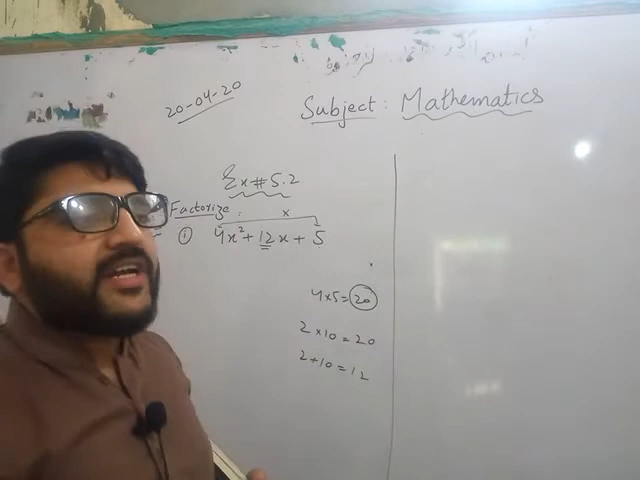 20-04-20
Subject: Mathematics
Ex#5.2
Factorize:
x
① 4x²+12x+5
4×5=20
2×10=20
2+10=12